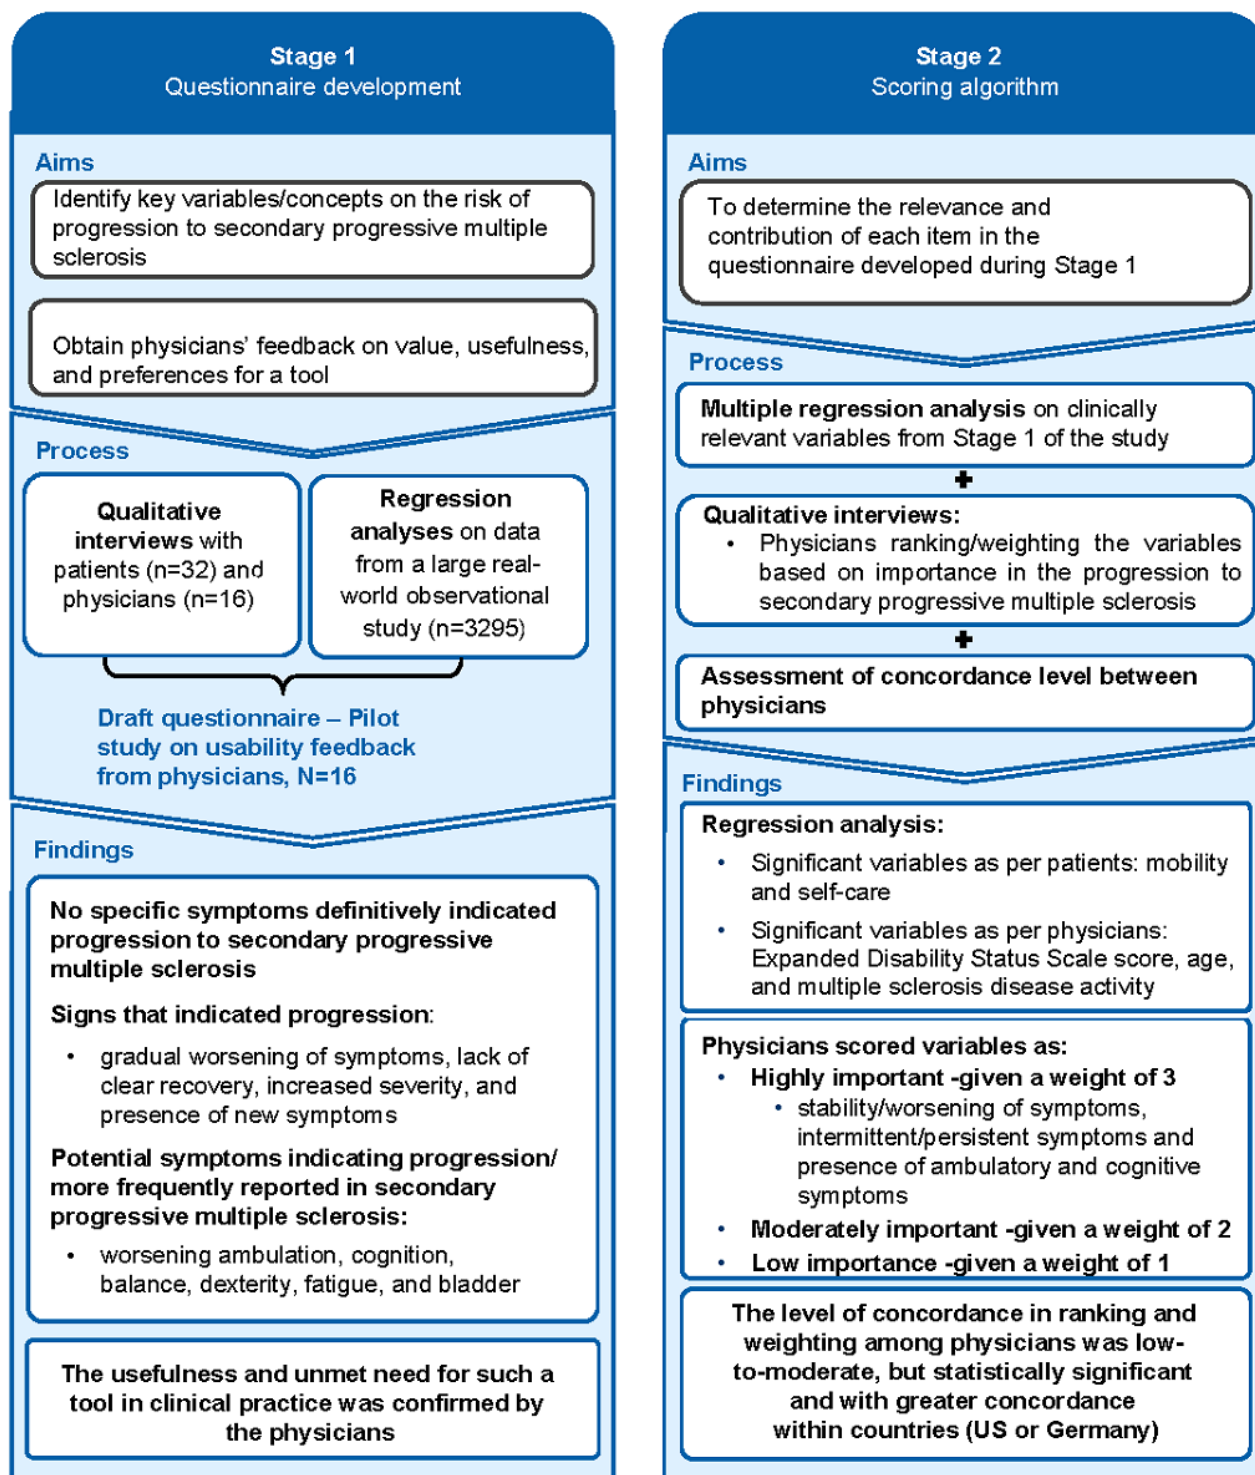 Stage 1
Questionnaire development
Aims
Identify key variables/concepts on the risk of
progression to secondary progressive multiple
sclerosis
Obtain physicians' feedback on value, usefulness,
and preferences for a tool
Process
Qualitative
interviews with
patients (n=32) and
physicians (n=16)
Regression
analyses on data
from a large real-
world observational
study (n=3295)
Draft questionnaire – Pilot
study on usability feedback
from physicians, N=16
Findings
No specific symptoms definitively indicated
progression to secondary progressive
multiple sclerosis
Signs that indicated progression:
• gradual worsening of symptoms, lack of
clear recovery, increased severity, and
presence of new symptoms
Potential symptoms indicating progression/
more frequently reported in secondary
progressive multiple sclerosis:
• worsening ambulation, cognition,
balance, dexterity, fatigue, and bladder
The usefulness and unmet need for such a
tool in clinical practice was confirmed by
the physicians
Stage 2
Scoring algorithm
Aims
To determine the relevance and
contribution of each item in the
questionnaire developed during Stage 1
Process
Multiple regression analysis on clinically
relevant variables from Stage 1 of the study
+
Qualitative interviews:
• Physicians ranking/weighting the variables
based on importance in the progression to
secondary progressive multiple sclerosis
+
Assessment of concordance level between
physicians
Findings
Regression analysis:
• Significant variables as per patients: mobility
and self-care
• Significant variables as per physicians:
Expanded Disability Status Scale score, age,
and multiple sclerosis disease activity
Physicians scored variables as:
• Highly important -given a weight of 3
• stability/worsening of symptoms,
intermittent/persistent symptoms and
presence of ambulatory and cognitive
symptoms
• Moderately important -given a weight of 2
• Low importance -given a weight of 1
The level of concordance in ranking and
weighting among physicians was low-
to-moderate, but statistically significant
and with greater concordance
within countries (US or Germany)